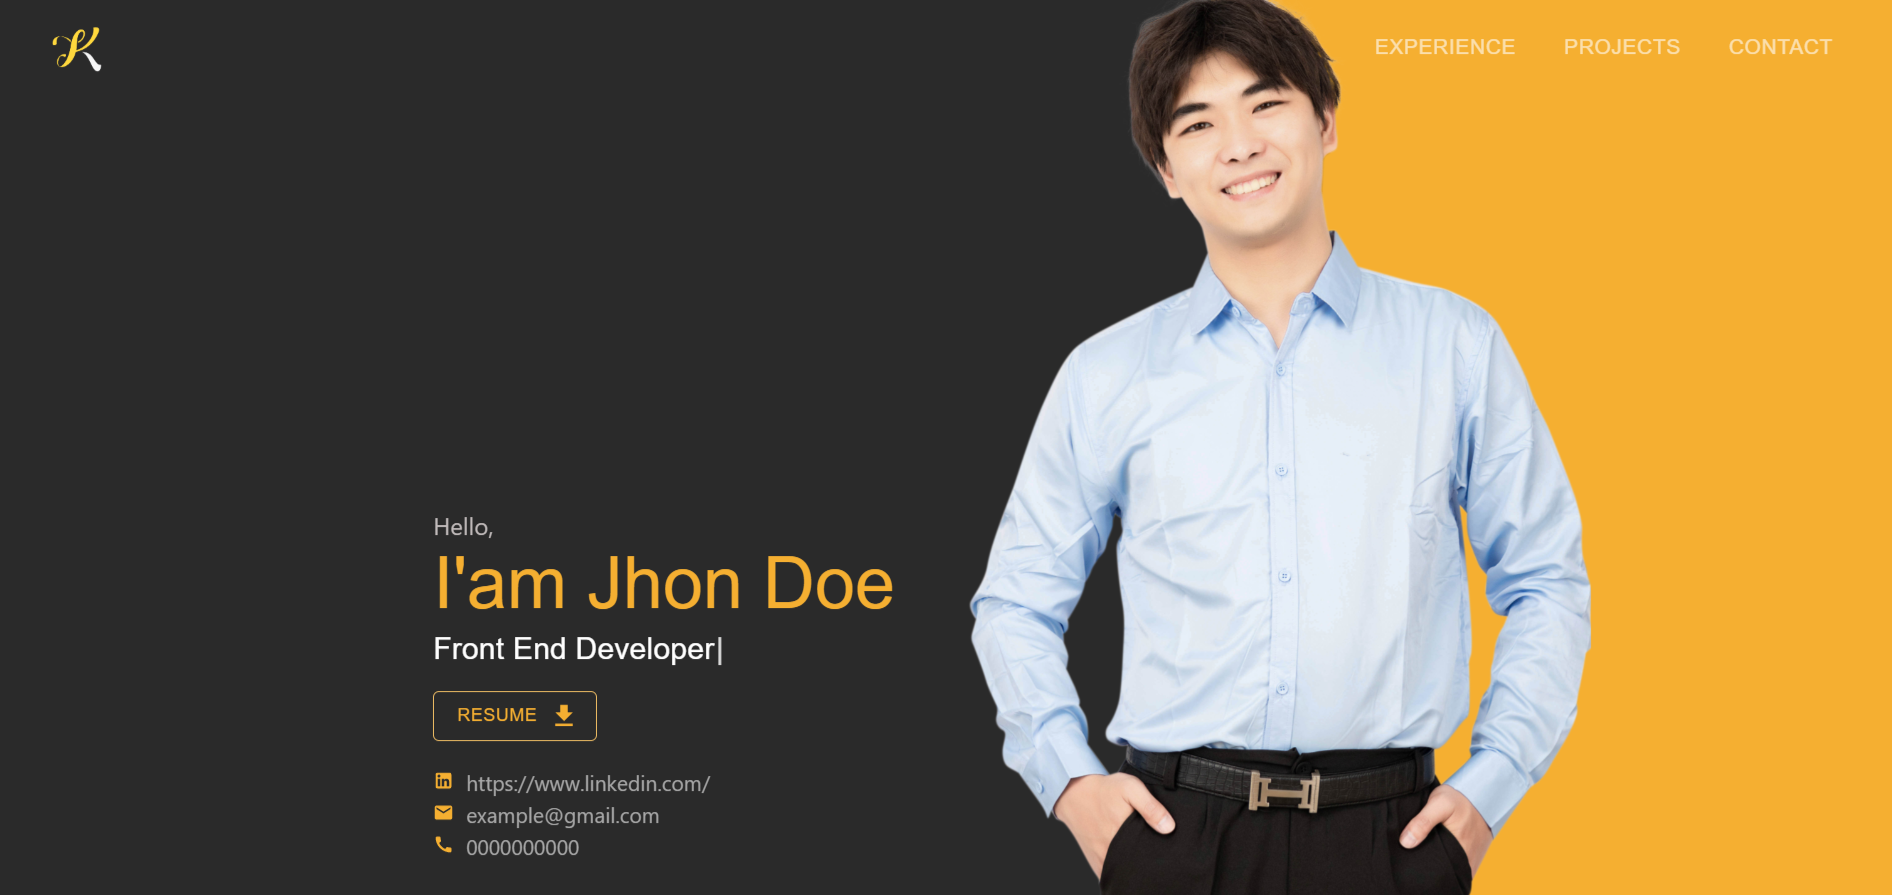 K
EXPERIENCE PROJECTS CONTACT
Hello,
I'am Jhon Doe
Front End Developer|
RESUME
https://www.linkedin.com/
example@gmail.com
0000000000